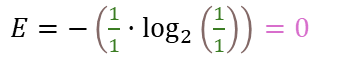 E = −(1/1 · log₂(1/1)) = 0